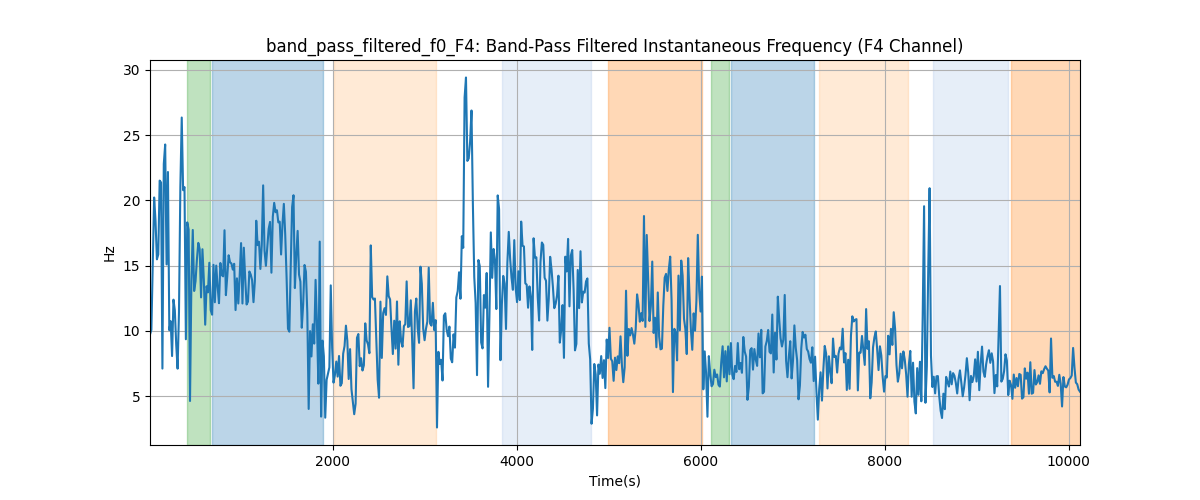 band_pass_filtered_f0_F4: Band-Pass Filtered Instantaneous Frequency (F4 Channel)
30
25
20
15
10
5
Hz
2000 4000 6000 8000 10000
Time(s)